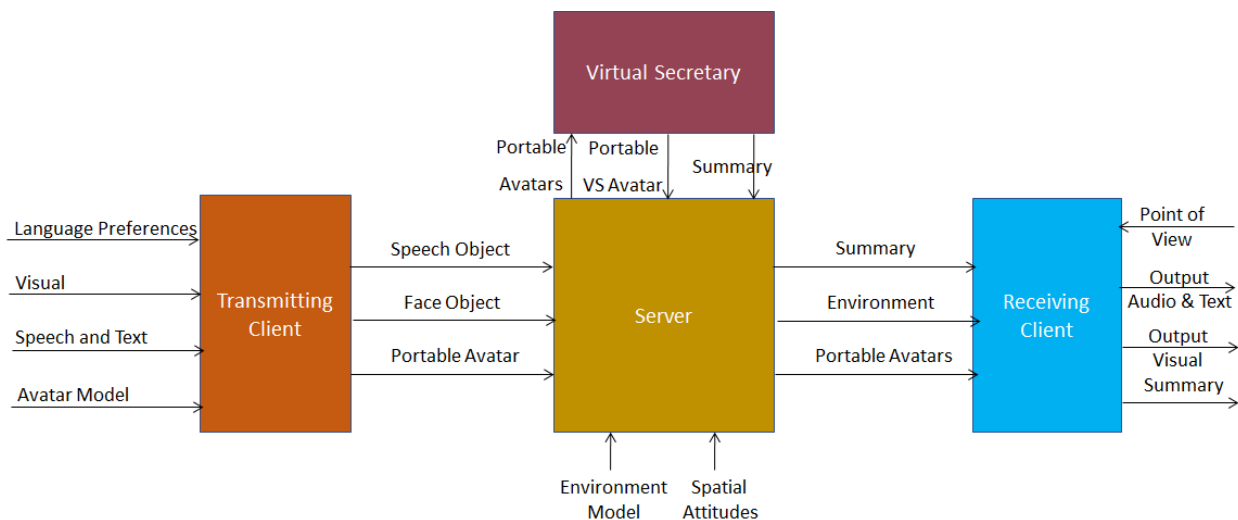 Virtual Secretary
Portable
Avatars
Portable
VS Avatar
Summary
Language Preferences
Visual
Speech and Text
Avatar Model
Transmitting
Client
Speech Object
Face Object
Portable Avatar
Server
Environment
Model
Spatial
Attitudes
Summary
Environment
Portable Avatars
Receiving
Client
Point of
View
Output
Audio & Text
Output
Visual
Summary